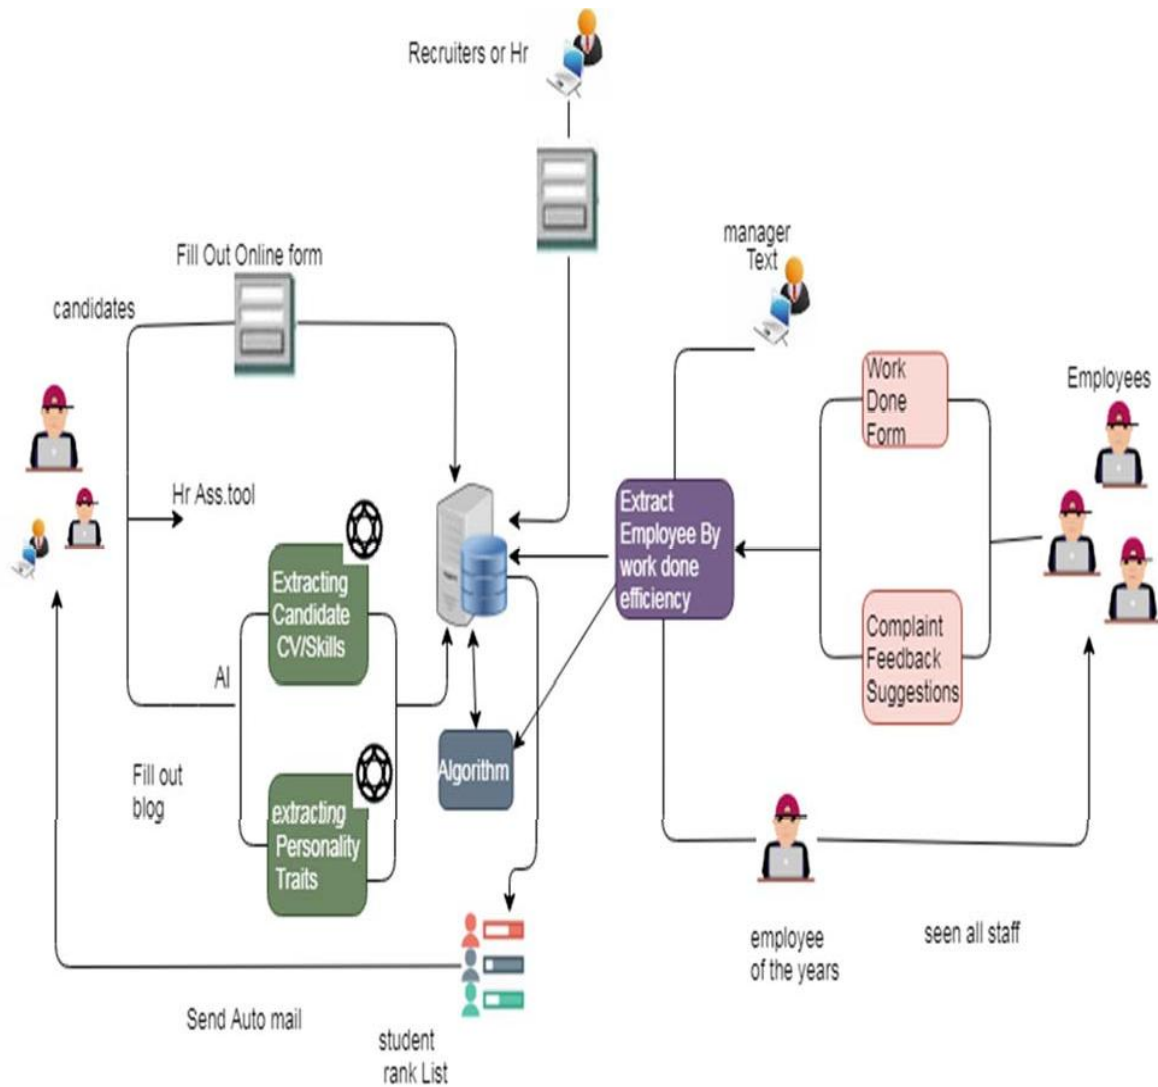 Recruiters or Hr
manager
Text
Fill Out Online form
candidates
Work
Done
Form
Employees
Hr Ass.tool
Extract
Employee By
work done
efficiency
Extracting
Candidate
CV/Skills
Complaint
Feedback
Suggestions
AI
Algorithm
Fill out
blog
extracting
Personality
Traits
employee
of the years
seen all staff
Send Auto mail
student
rank List